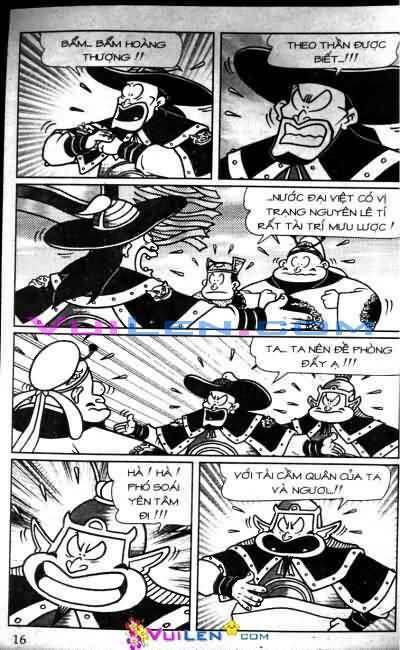 BẨM... BẨM HOÀNG
THƯỢNG !!
THEO THẦN ĐƯỢC
BIẾT...!!!
...NƯỚC ĐẠI VIỆT CÓ VỊ
TRẠNG NGUYÊN LÊ TÍ
RẤT TÀI TRÍ MƯU LƯỢC !
VUILEN.COM
TA... TA NÊN ĐỀ PHÒNG
ĐẤY Ạ !!!
HÀ ! HÀ !
PHÓ SOÁI
YÊN TÂM
ĐI !!!
VỚI TÀI CẦM QUÂN CỦA TA
VÀ NGƯƠI...!!
16
VUILEN.COM